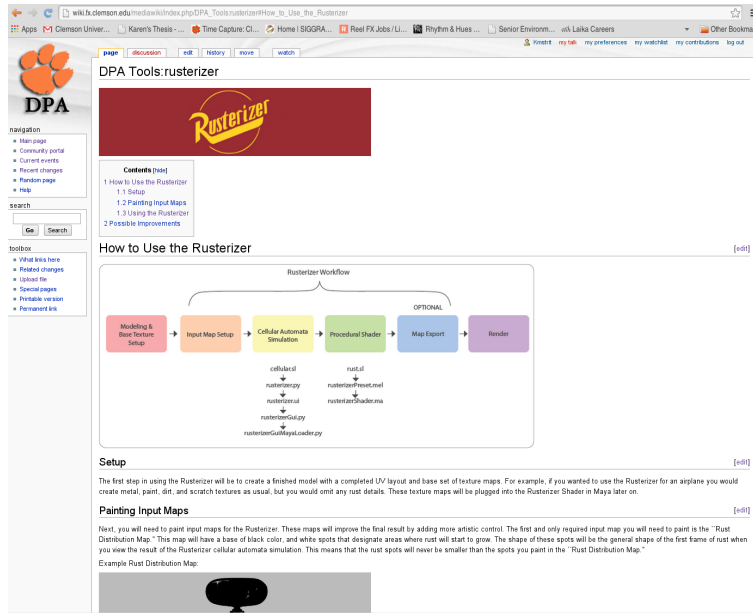 wiki.fx.clemson.edu/mediawiki/index.php/DPA_Tools:rusterizer#How_to_Use_the_Rusterizer
Apps Clemson Univer... Karen's Thesis - ... Time Capture: Cl... Home | SIGGRA... Reel FX Jobs / Li... Rhythm & Hues ... Senior Environm... Laika Careers Other Bookma
Kmstrit my talk my preferences my watchlist my contributions log out
page discussion edit history move watch
DPA Tools:rusterizer
Rusterizer
DPA
navigation
Main page
Community portal
Current events
Recent changes
Random page
Help
search
Go Search
toolbox
What links here
Related changes
Upload file
Special pages
Printable version
Permanent link
Contents [hide]
1 How to Use the Rusterizer
1.1 Setup
1.2 Painting Input Maps
1.3 Using the Rusterizer
2 Possible Improvements
How to Use the Rusterizer [edit]
Rusterizer Workflow
OPTIONAL
Modeling &
Base Texture
Setup
Input Map Setup
Cellular Automata
Simulation
Procedural Shader
Map Export
Render
cellular.sl
rusterizer.py
rusterizer.ui
rusterizerGui.py
rusterizerGuiMayaLoader.py
rust.sl
rusterizerPreset.mel
rusterizerShader.ma
Setup [edit]
The first step in using the Rusterizer will be to create a finished model with a completed UV layout and base set of texture maps. For example, if you wanted to use the Rusterizer for an airplane you would
create metal, paint, dirt, and scratch textures as usual, but you would omit any rust details. These texture maps will be plugged into the Rusterizer Shader in Maya later on.
Painting Input Maps [edit]
Next, you will need to paint input maps for the Rusterizer. These maps will improve the final result by adding more artistic control. The first and only required input map you will need to paint is the ``Rust
Distribution Map." This map will have a base of black color, and white spots that designate areas where rust will start to grow. The shape of these spots will be the general shape of the first frame of rust when
you view the result of the Rusterizer cellular automata simulation. This means that the rust spots will never be smaller than the spots you paint in the ``Rust Distribution Map."
Example Rust Distribution Map: